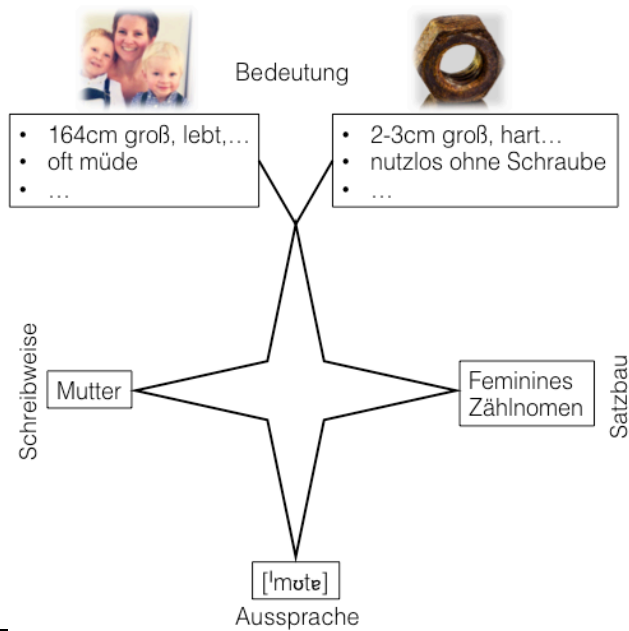 Bedeutung
• 164cm groß, lebt,…
• oft müde
• …
• 2-3cm groß, hart…
• nutzlos ohne Schraube
• …
Schreibweise
Mutter
Feminines
Zählnomen
Satzbau
[ˈmʊtɐ]
Aussprache